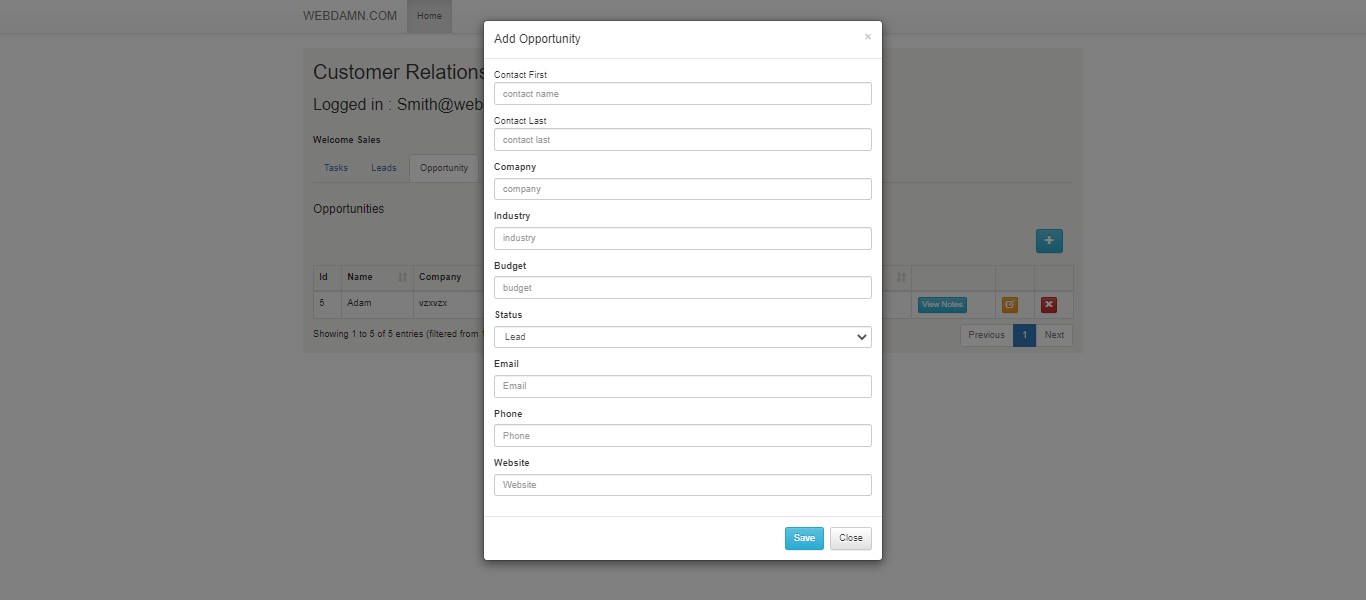 WEBDAMN.COM Home
Add Opportunity ×
Customer Relations
Contact First
contact name
Logged in : Smith@web
Contact Last
contact last
Welcome Sales
Tasks Leads Opportunity
Comapny
company
Opportunities
Industry
industry
Budget
budget
Id Name Company
5 Adam vzxvzx View Notes
Status
Lead
Showing 1 to 5 of 5 entries (filtered from Previous 1 Next
Email
Email
Phone
Phone
Website
Website
Save Close